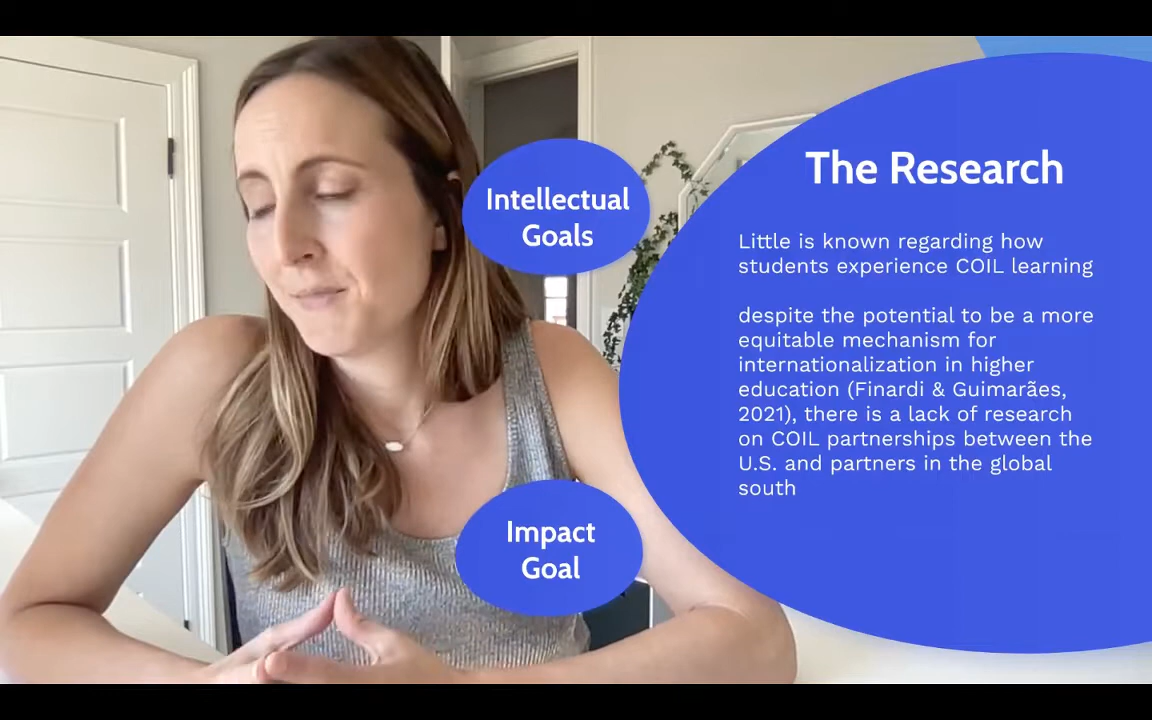 Intellectual
Goals
Impact
Goal
The Research
Little is known regarding how
students experience COIL learning
despite the potential to be a more
equitable mechanism for
internationalization in higher
education (Finardi & Guimarães,
2021), there is a lack of research
on COIL partnerships between the
U.S. and partners in the global
south